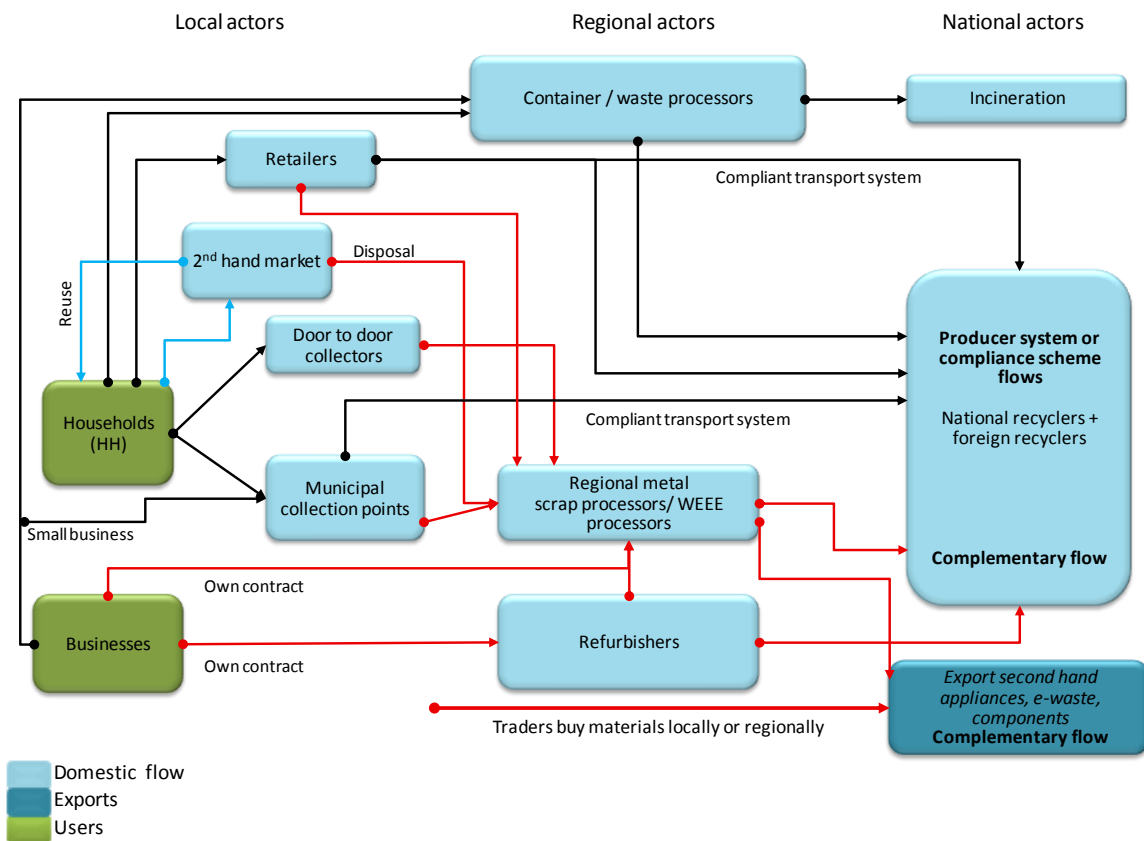 Local actors
Regional actors
National actors
Container / waste processors
Incineration
Retailers
Compliant transport system
2nd hand market
Disposal
Reuse
Door to door
collectors
Producer system or
compliance scheme
flows
National recyclers +
foreign recyclers
Households
(HH)
Compliant transport system
Municipal
collection points
Regional metal
scrap processors/ WEEE
processors
Small business
Complementary flow
Own contract
Businesses
Refurbishers
Own contract
Export second hand
appliances, e-waste,
components
Complementary flow
Traders buy materials locally or regionally
Domestic flow
Exports
Users